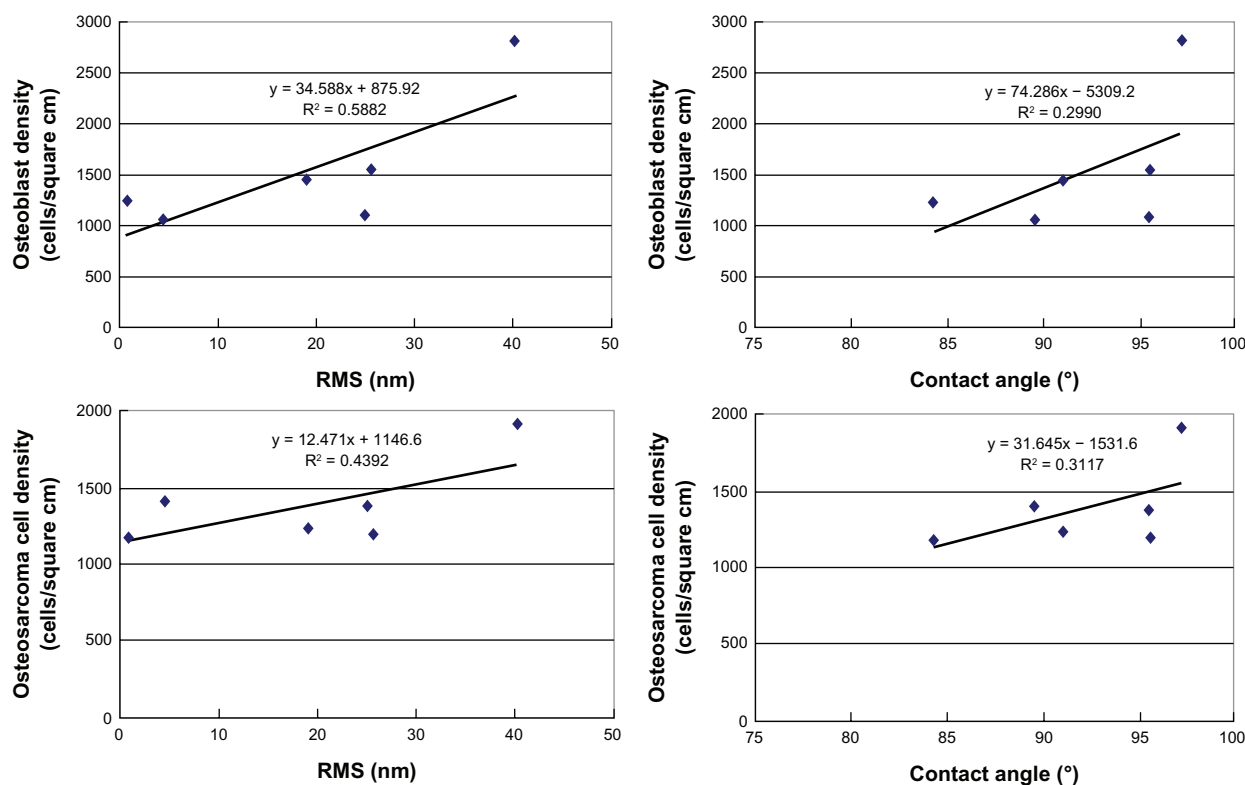 Osteoblast density
(cells/square cm)
3000
2500
2000
1500
1000
500
0
y = 34.588x + 875.92
R² = 0.5882
0 10 20 30 40 50
RMS (nm)
Osteoblast density
(cells/square cm)
3000
2500
2000
1500
1000
500
0
y = 74.286x − 5309.2
R² = 0.2990
75 80 85 90 95 100
Contact angle (°)
Osteosarcoma cell density
(cells/square cm)
2000
1500
1000
500
0
y = 12.471x + 1146.6
R² = 0.4392
0 10 20 30 40 50
RMS (nm)
Osteosarcoma cell density
(cells/square cm)
2000
1500
1000
500
0
y = 31.645x − 1531.6
R² = 0.3117
75 80 85 90 95 100
Contact angle (°)